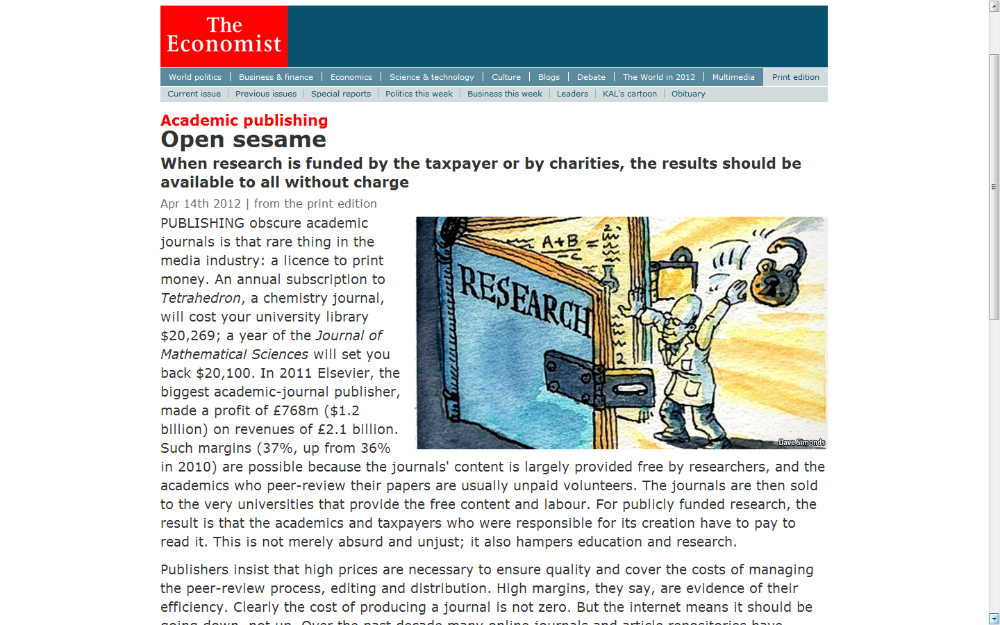 The
Economist
World politics
Business & finance
Economics
Science & technology
Culture
Blogs
Debate
The World in 2012
Multimedia
Print edition
Current issue
Previous issues
Special reports
Politics this week
Business this week
Leaders
KAL's cartoon
Obituary
Academic publishing
Open sesame
When research is funded by the taxpayer or by charities, the results should be
available to all without charge
Apr 14th 2012 | from the print edition
PUBLISHING obscure academic
journals is that rare thing in the
media industry: a licence to print
money. An annual subscription to
Tetrahedron, a chemistry journal,
will cost your university library
$20,269; a year of the Journal of
Mathematical Sciences will set you
back $20,100. In 2011 Elsevier, the
biggest academic-journal publisher,
made a profit of £768m ($1.2
billion) on revenues of £2.1 billion.
Such margins (37%, up from 36%
in 2010) are possible because the journals' content is largely provided free by researchers, and the
academics who peer-review their papers are usually unpaid volunteers. The journals are then sold
to the very universities that provide the free content and labour. For publicly funded research, the
result is that the academics and taxpayers who were responsible for its creation have to pay to
read it. This is not merely absurd and unjust; it also hampers education and research.
RESEARCH
A+B =
-C
2.
2
Dave Simonds
Publishers insist that high prices are necessary to ensure quality and cover the costs of managing
the peer-review process, editing and distribution. High margins, they say, are evidence of their
efficiency. Clearly the cost of producing a journal is not zero. But the internet means it should be
going down, not up. Over the past decade many online journals and article repositories have